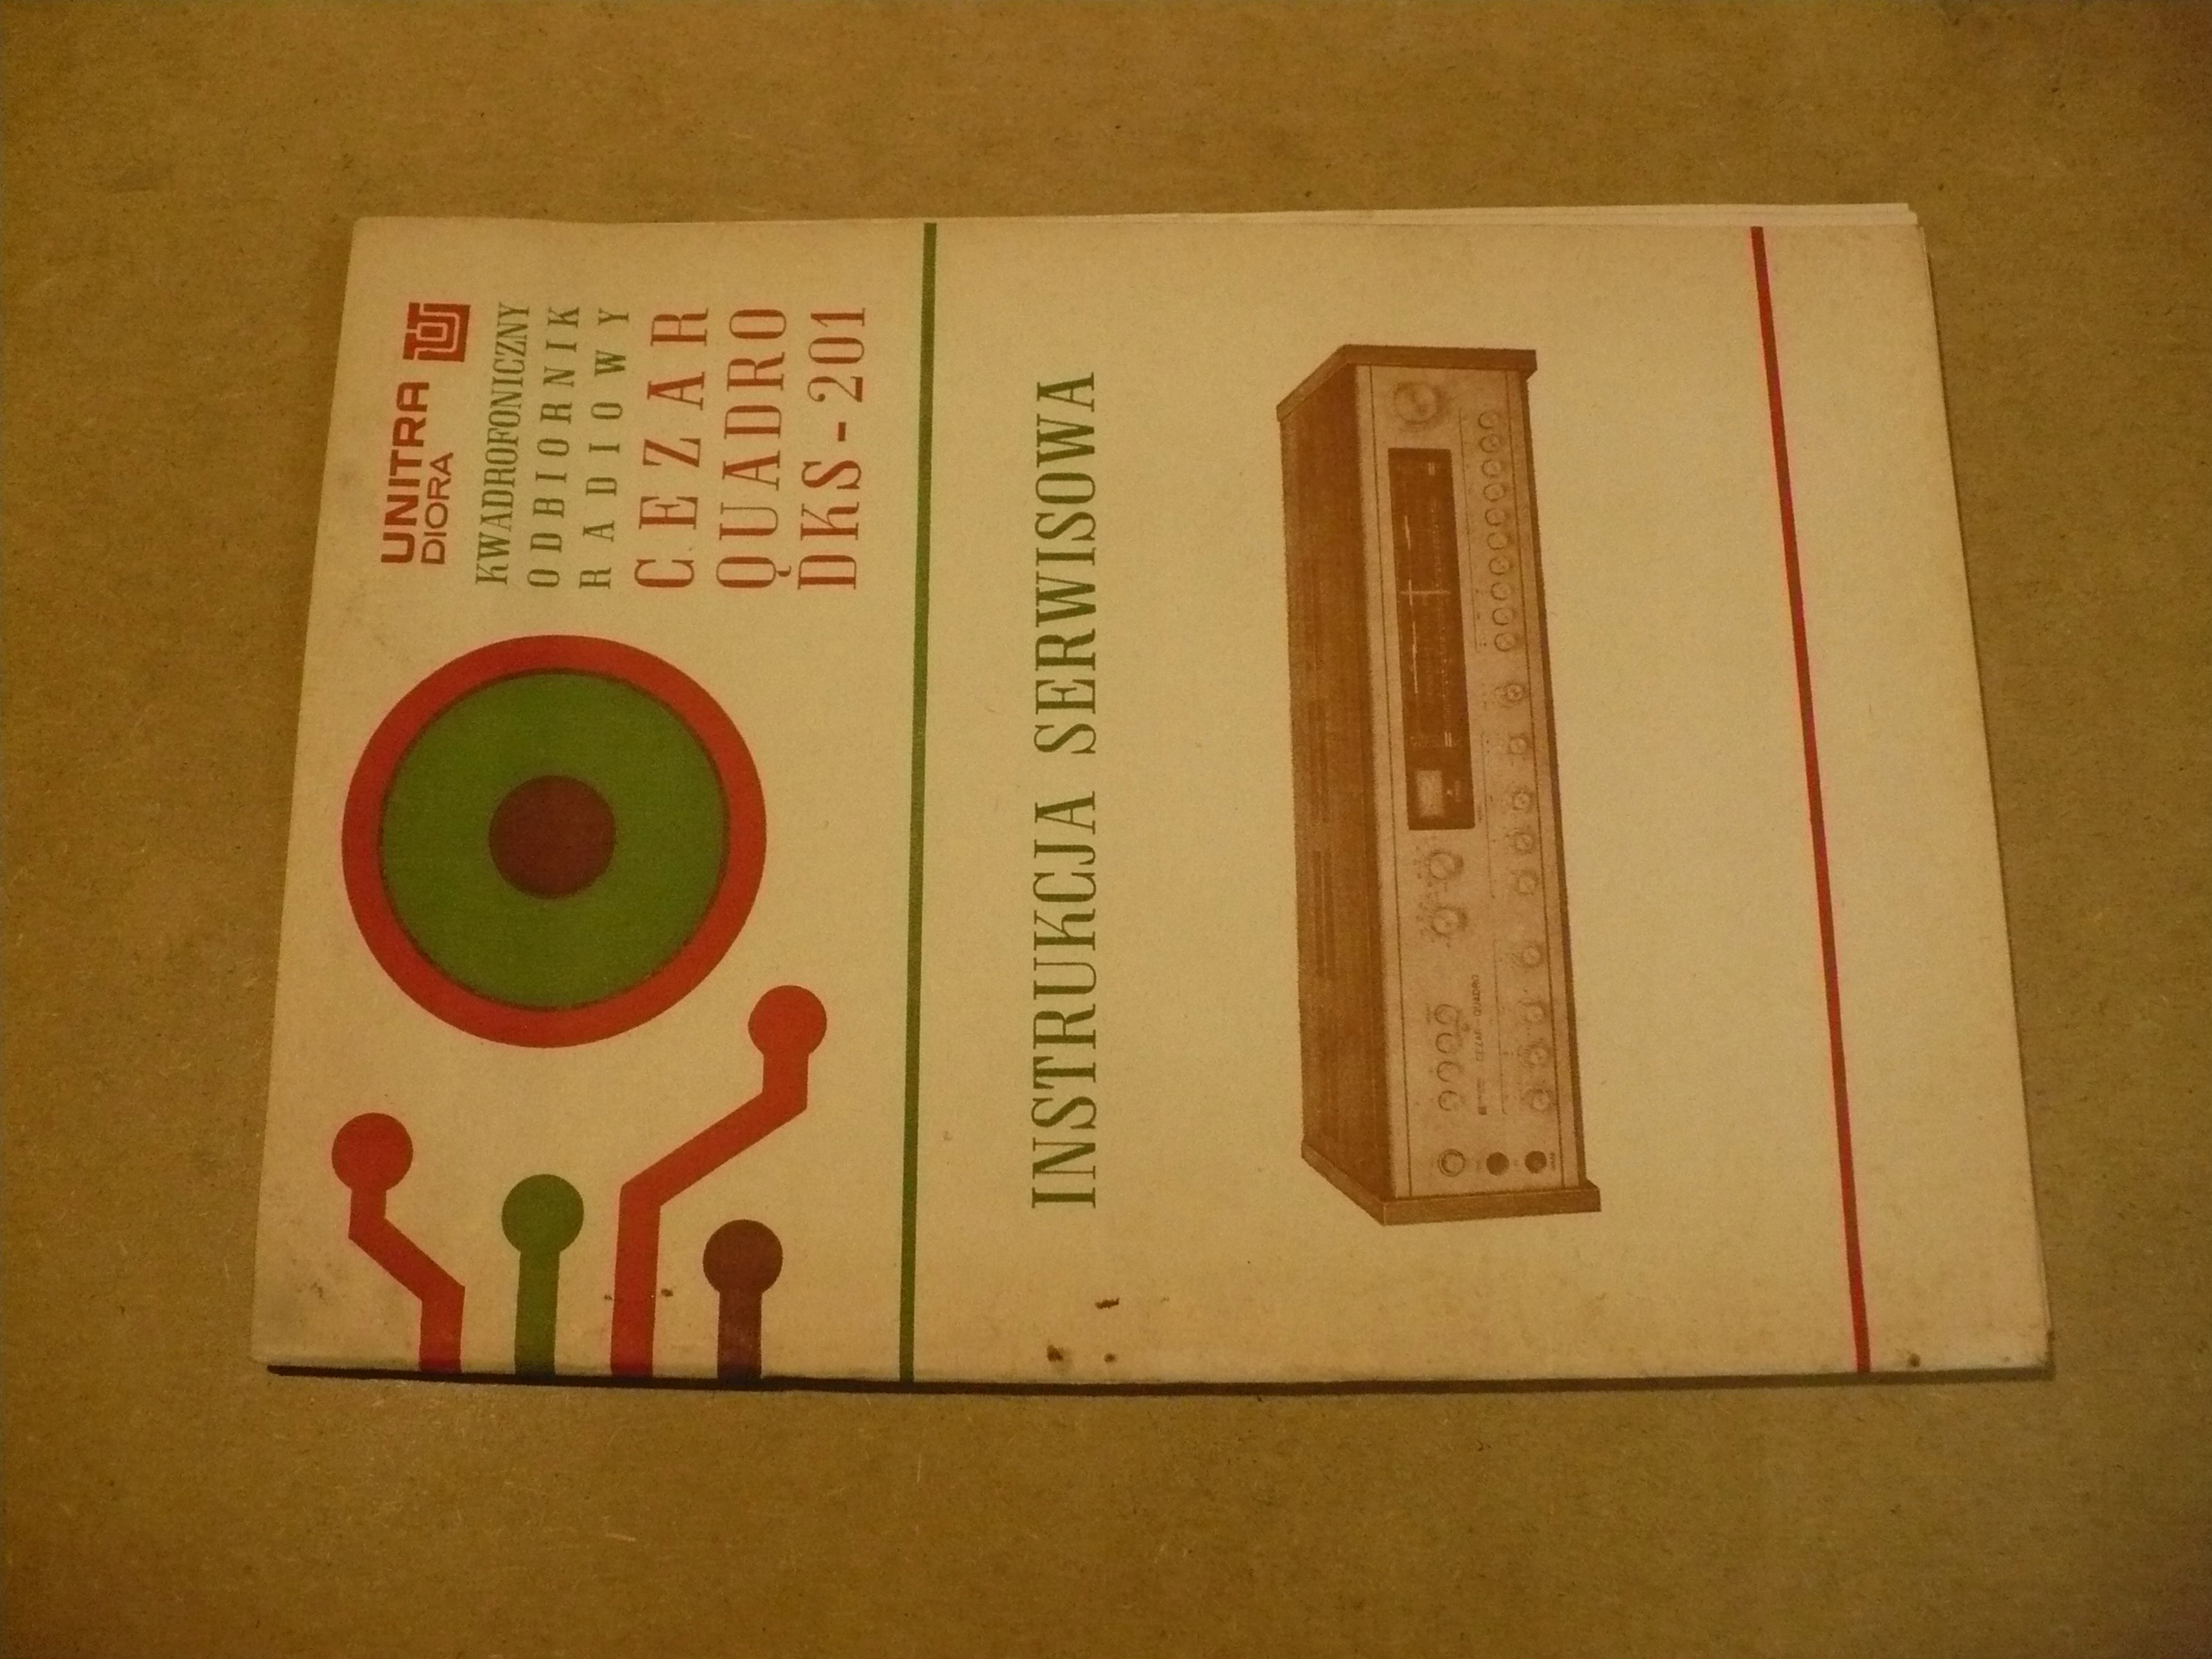 UNITRA
DIORA
KWADROFONICZNY
ODBIORNIK
RADIOWY
CEZAR
QUADRO
DKS-201
INSTRUKCJA SERWISOWA
CEZAR-QUADRO